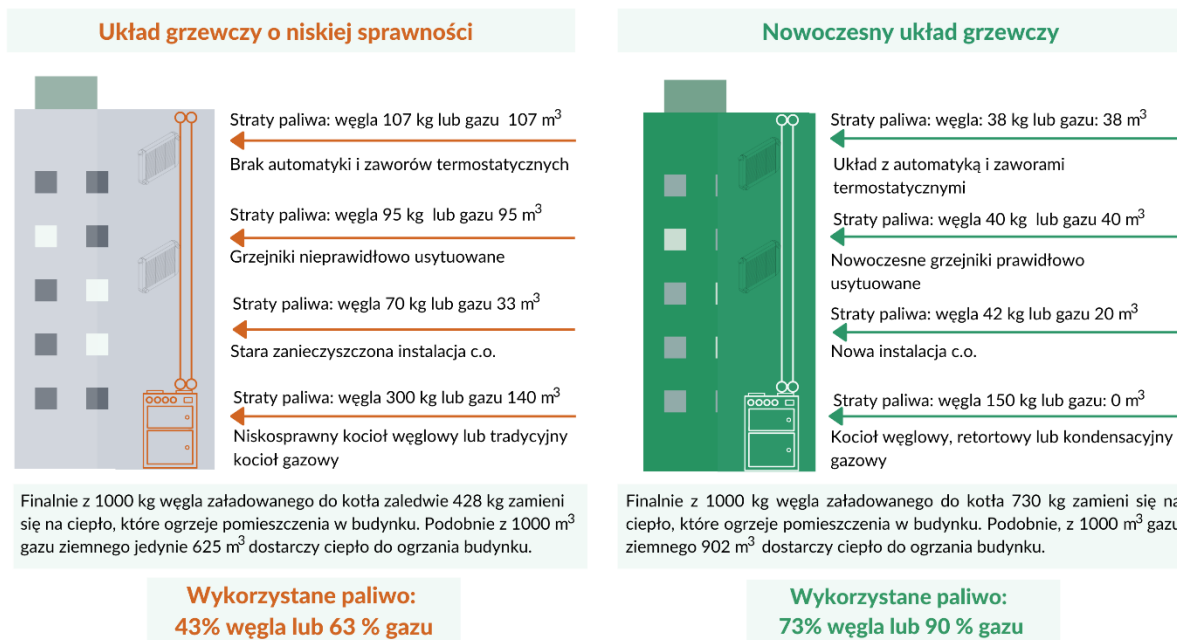 Układ grzewczy o niskiej sprawności
Straty paliwa: węgla 107 kg lub gazu 107 m³
Brak automatyki i zaworów termostatycznych
Straty paliwa: węgla 95 kg lub gazu 95 m³
Grzejniki nieprawidłowo usytuowane
Straty paliwa: węgla 70 kg lub gazu 33 m³
Stara zanieczyszczona instalacja c.o.
Straty paliwa: węgla 300 kg lub gazu 140 m³
Niskosprawny kocioł węglowy lub tradycyjny
kocioł gazowy
Finalnie z 1000 kg węgla załadowanego do kotła zaledwie 428 kg zamieni
się na ciepło, które ogrzeje pomieszczenia w budynku. Podobnie z 1000 m³
gazu ziemnego jedynie 625 m³ dostarczy ciepło do ogrzania budynku.
Wykorzystane paliwo:
43% węgla lub 63 % gazu
Nowoczesny układ grzewczy
Straty paliwa: węgla: 38 kg lub gazu: 38 m³
Układ z automatyką i zaworami
termostatycznymi
Straty paliwa: węgla 40 kg lub gazu 40 m³
Nowoczesne grzejniki prawidłowo
usytuowane
Straty paliwa: węgla 42 kg lub gazu 20 m³
Nowa instalacja c.o.
Straty paliwa: węgla 150 kg lub gazu: 0 m³
Kocioł węglowy, retortowy lub kondensacyjny
gazowy
Finalnie z 1000 kg węgla załadowanego do kotła 730 kg zamieni się na
ciepło, które ogrzeje pomieszczenia w budynku. Podobnie, z 1000 m³ gazu
ziemnego 902 m³ dostarczy ciepło do ogrzania budynku.
Wykorzystane paliwo:
73% węgla lub 90 % gazu